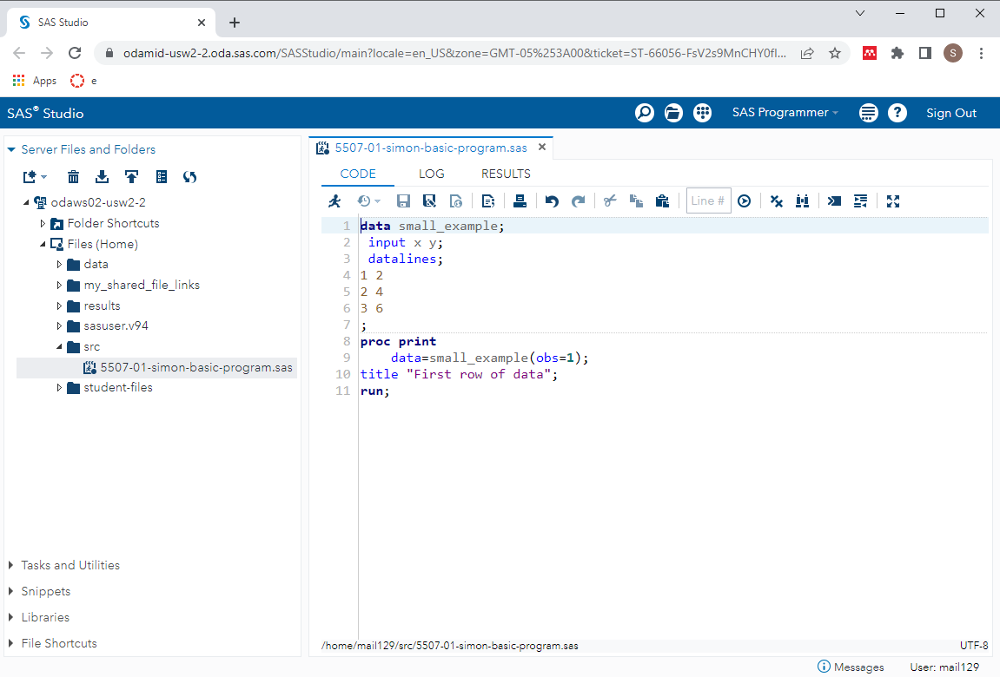 SAS Studio
odamid-usw2-2.oda.sas.com/SASStudio/main?locale=en_US&zone=GMT-05%253A00&ticket=ST-66056-FsV2s9MnCHY0fl...
S
Apps
e
SAS® Studio
SAS Programmer
?
Sign Out
Server Files and Folders
odaws02-usw2-2
Folder Shortcuts
Files (Home)
data
my_shared_file_links
results
sasuser.v94
src
5507-01-simon-basic-program.sas
student-files
Tasks and Utilities
Snippets
Libraries
File Shortcuts
5507-01-simon-basic-program.sas
CODE LOG RESULTS
Line #
1 data small_example;
2  input x y;
3  datalines;
4 1 2
5 2 4
6 3 6
7 ;
8 proc print
9     data=small_example(obs=1);
10 title "First row of data";
11 run;
/home/mail129/src/5507-01-simon-basic-program.sas
UTF-8
Messages
User: mail129